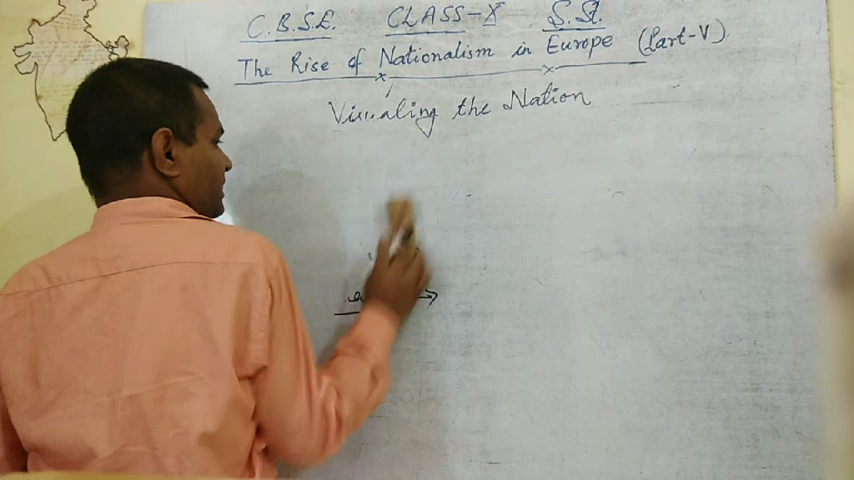 C.B.S.E. CLASS-X S.St.
The Rise of Nationalism in Europe (Part-V)
Visualing the Nation